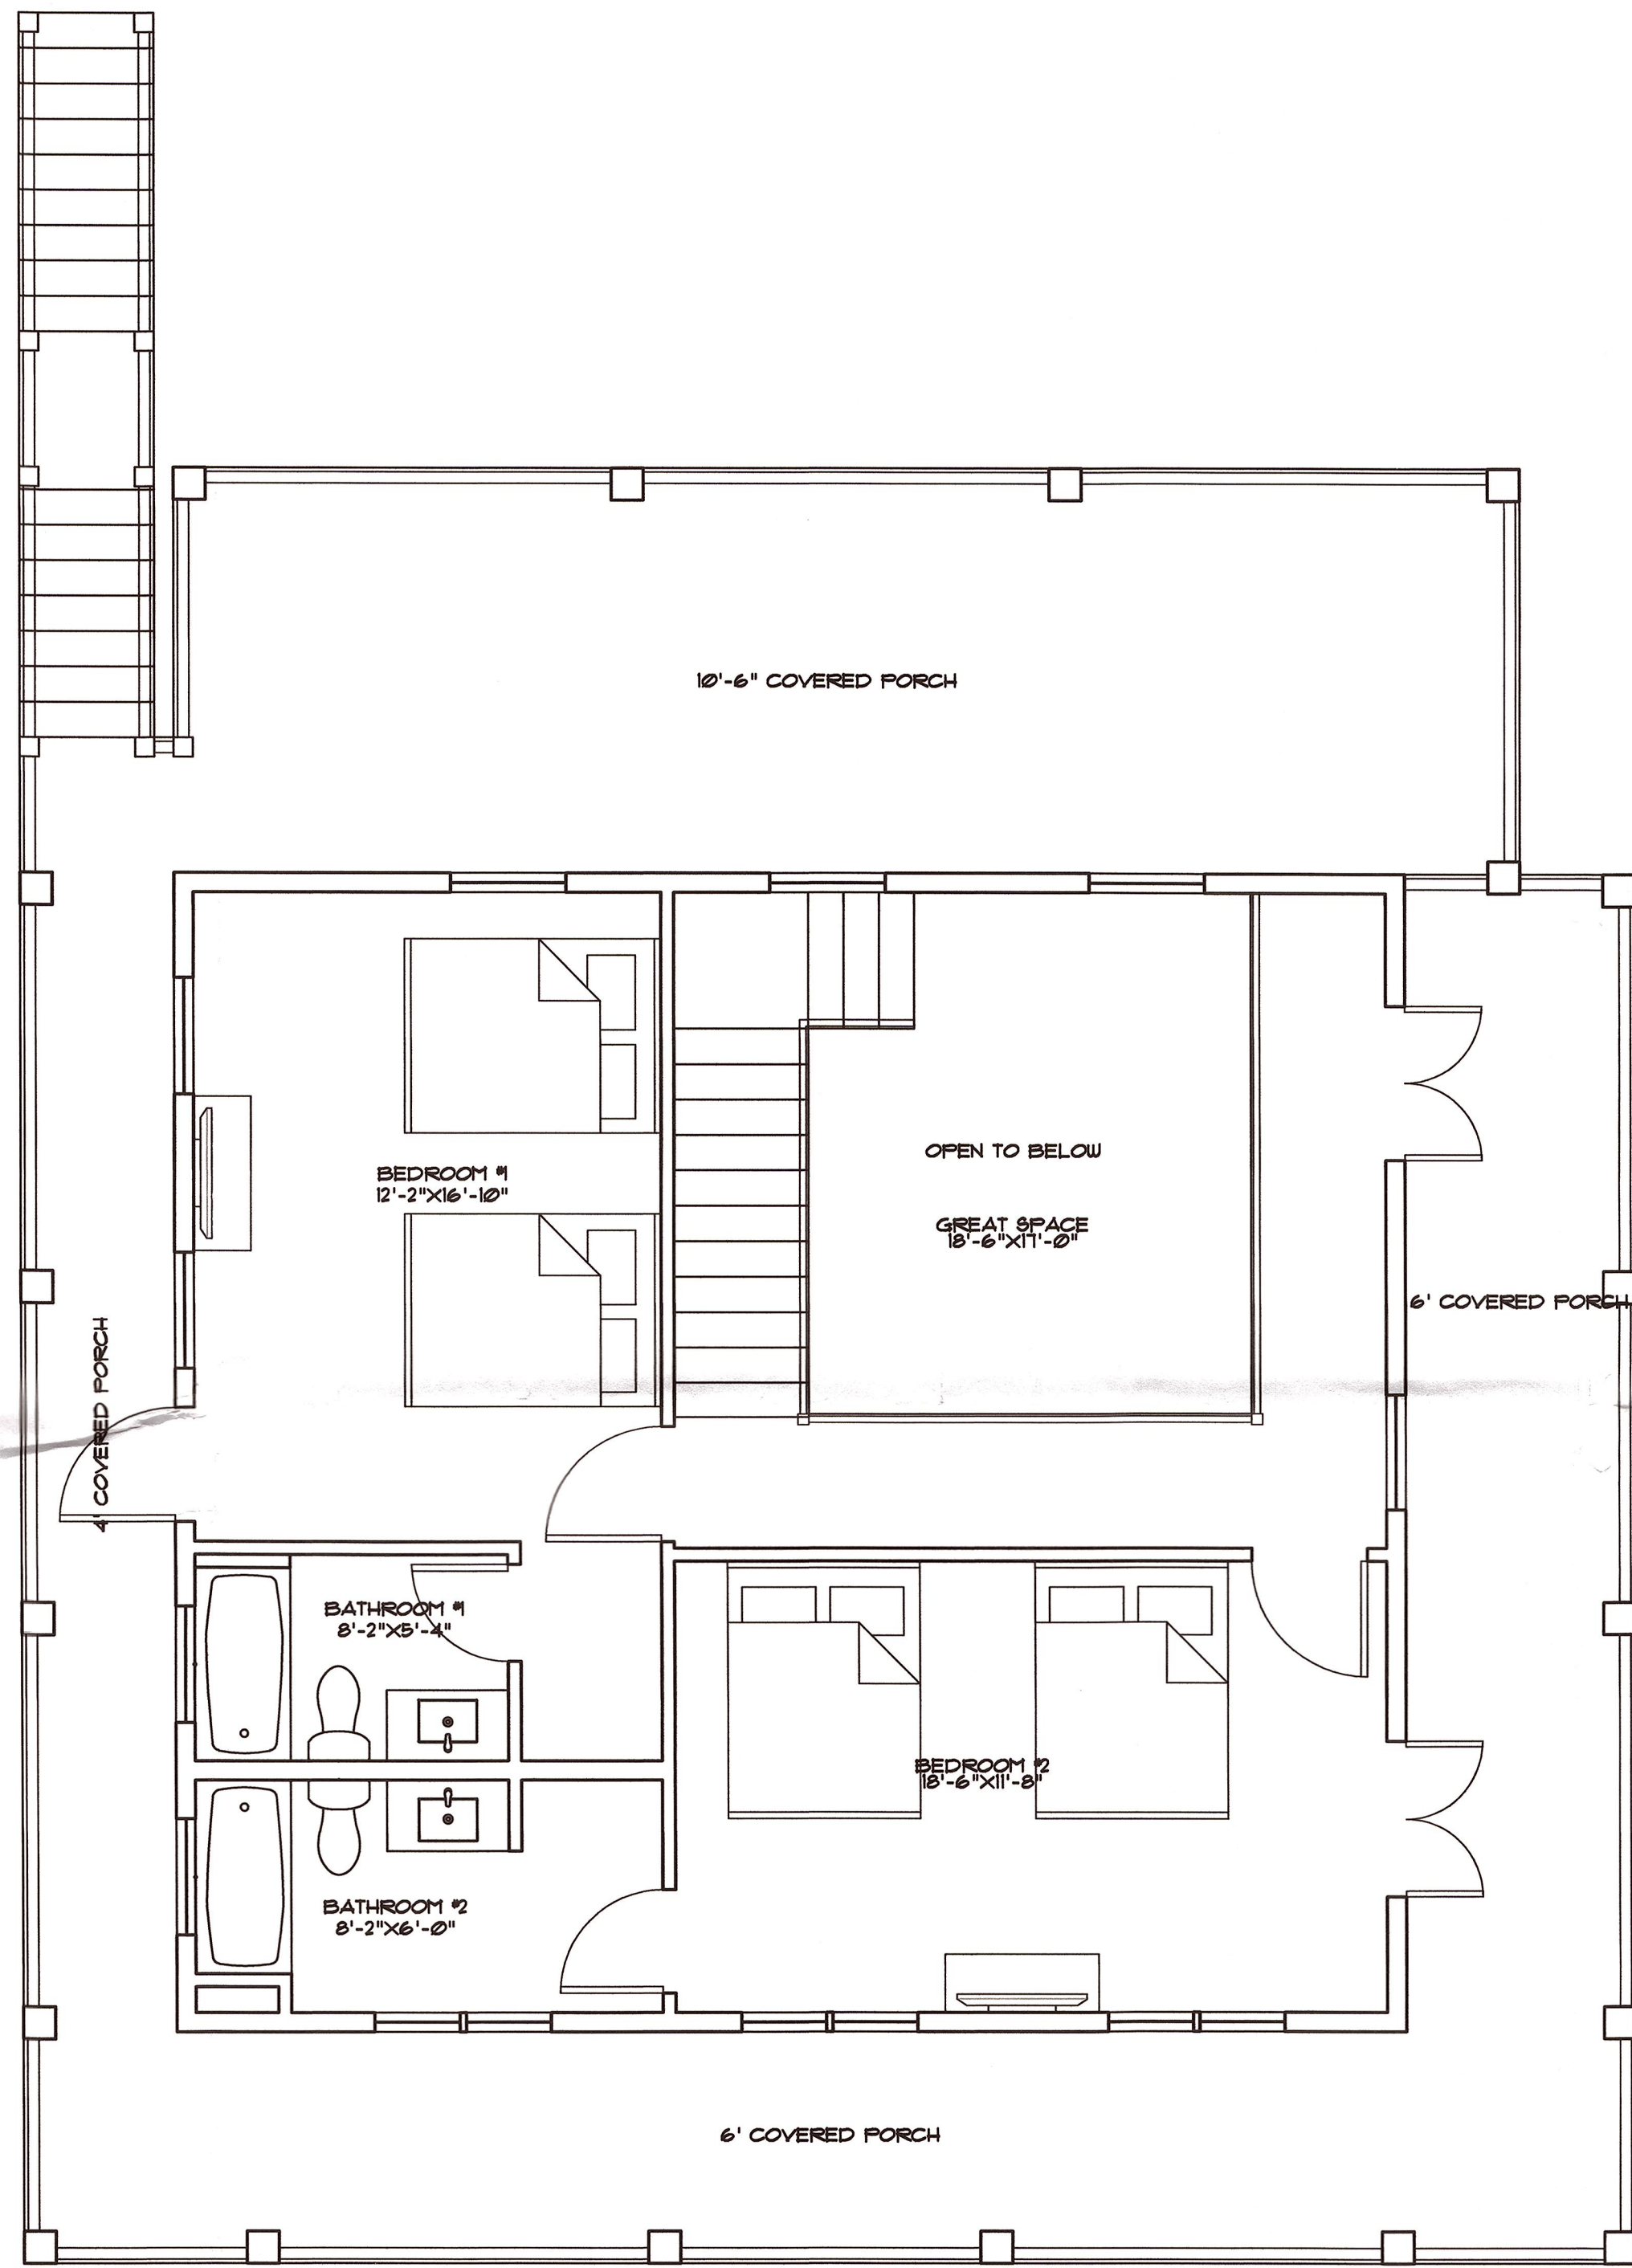 10'-6" COVERED PORCH
BEDROOM #1
12'-2"X16'-10"
OPEN TO BELOW
GREAT SPACE
18'-6"X17'-0"
6' COVERED PORCH
4' COVERED PORCH
BATHROOM #1
8'-2"X5'-4"
BEDROOM #2
18'-6"X11'-8"
BATHROOM #2
8'-2"X6'-0"
6' COVERED PORCH